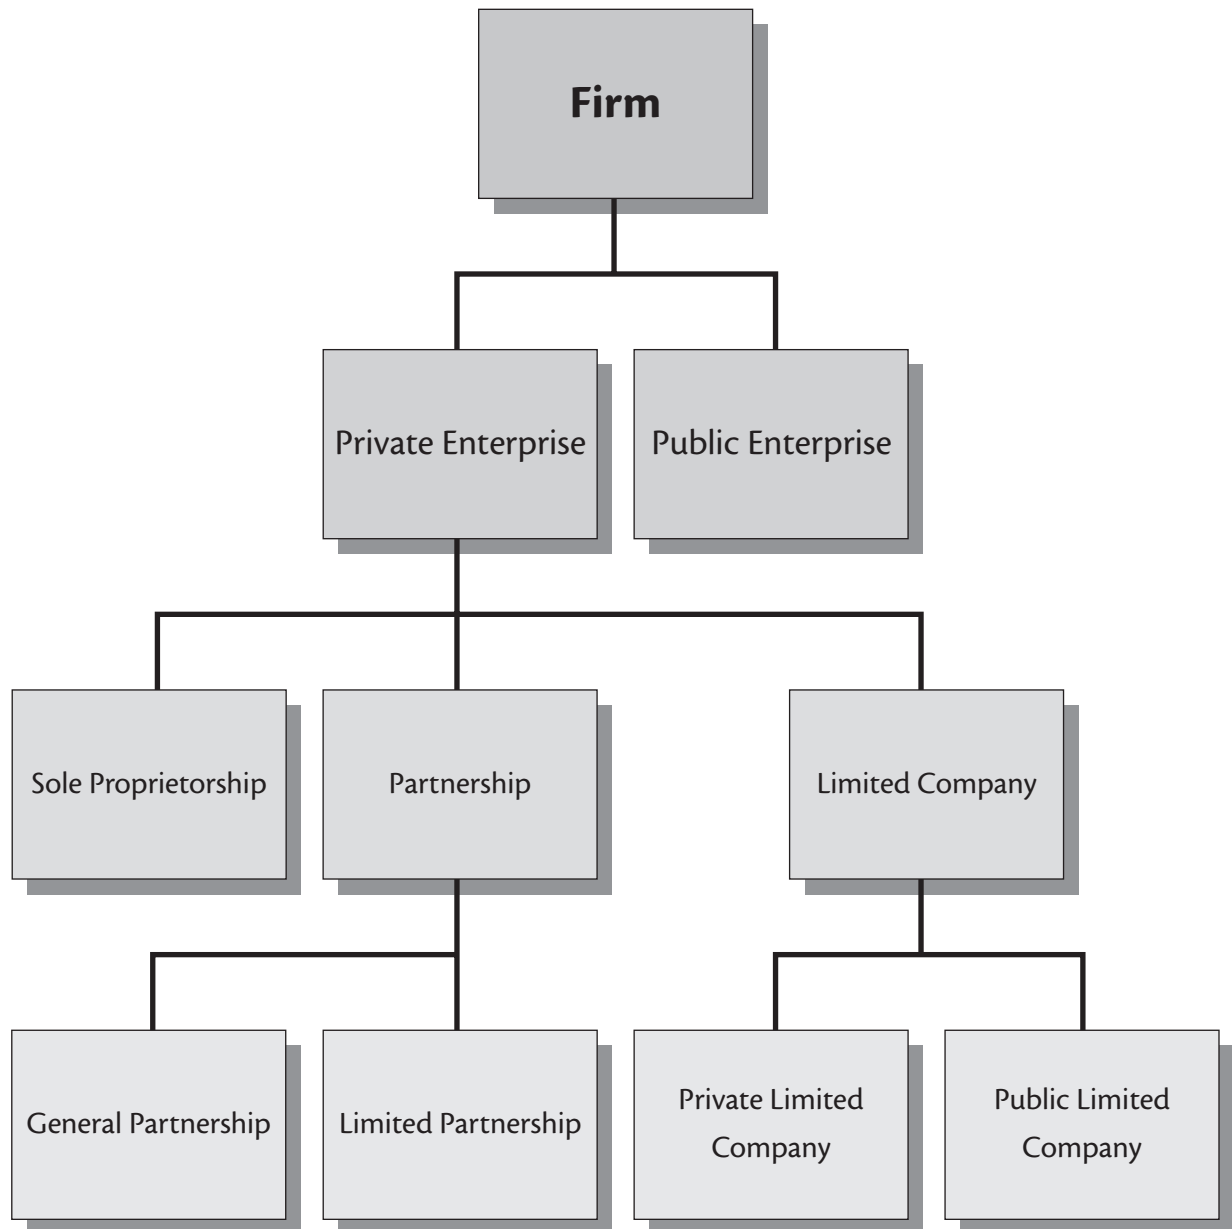 Firm
Private Enterprise
Public Enterprise
Sole Proprietorship
Partnership
Limited Company
General Partnership
Limited Partnership
Private Limited
Company
Public Limited
Company